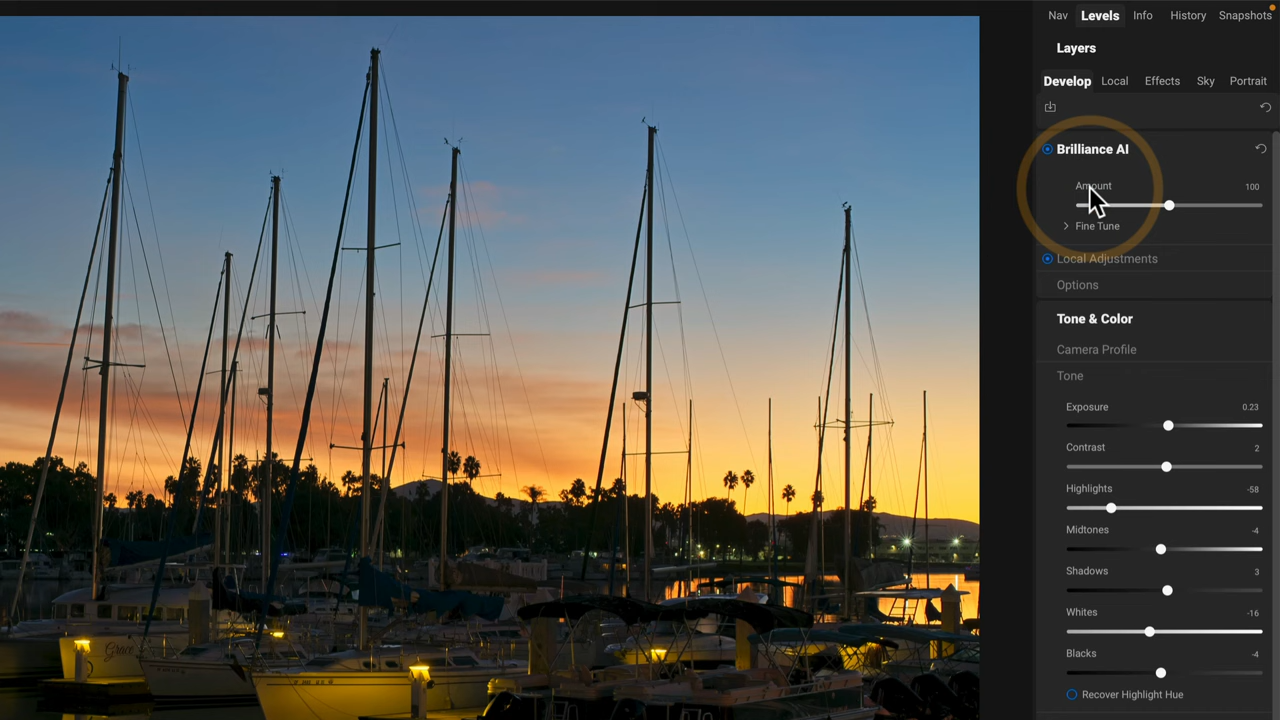 Nav Levels Info History Snapshots
Layers
Develop Local Effects Sky Portrait
Brilliance AI
Amount 100
Fine Tune
Local Adjustments
Options
Tone & Color
Camera Profile
Tone
Exposure 0.23
Contrast 2
Highlights -58
Midtones -4
Shadows 3
Whites -16
Blacks -4
Recover Highlight Hue
Grace